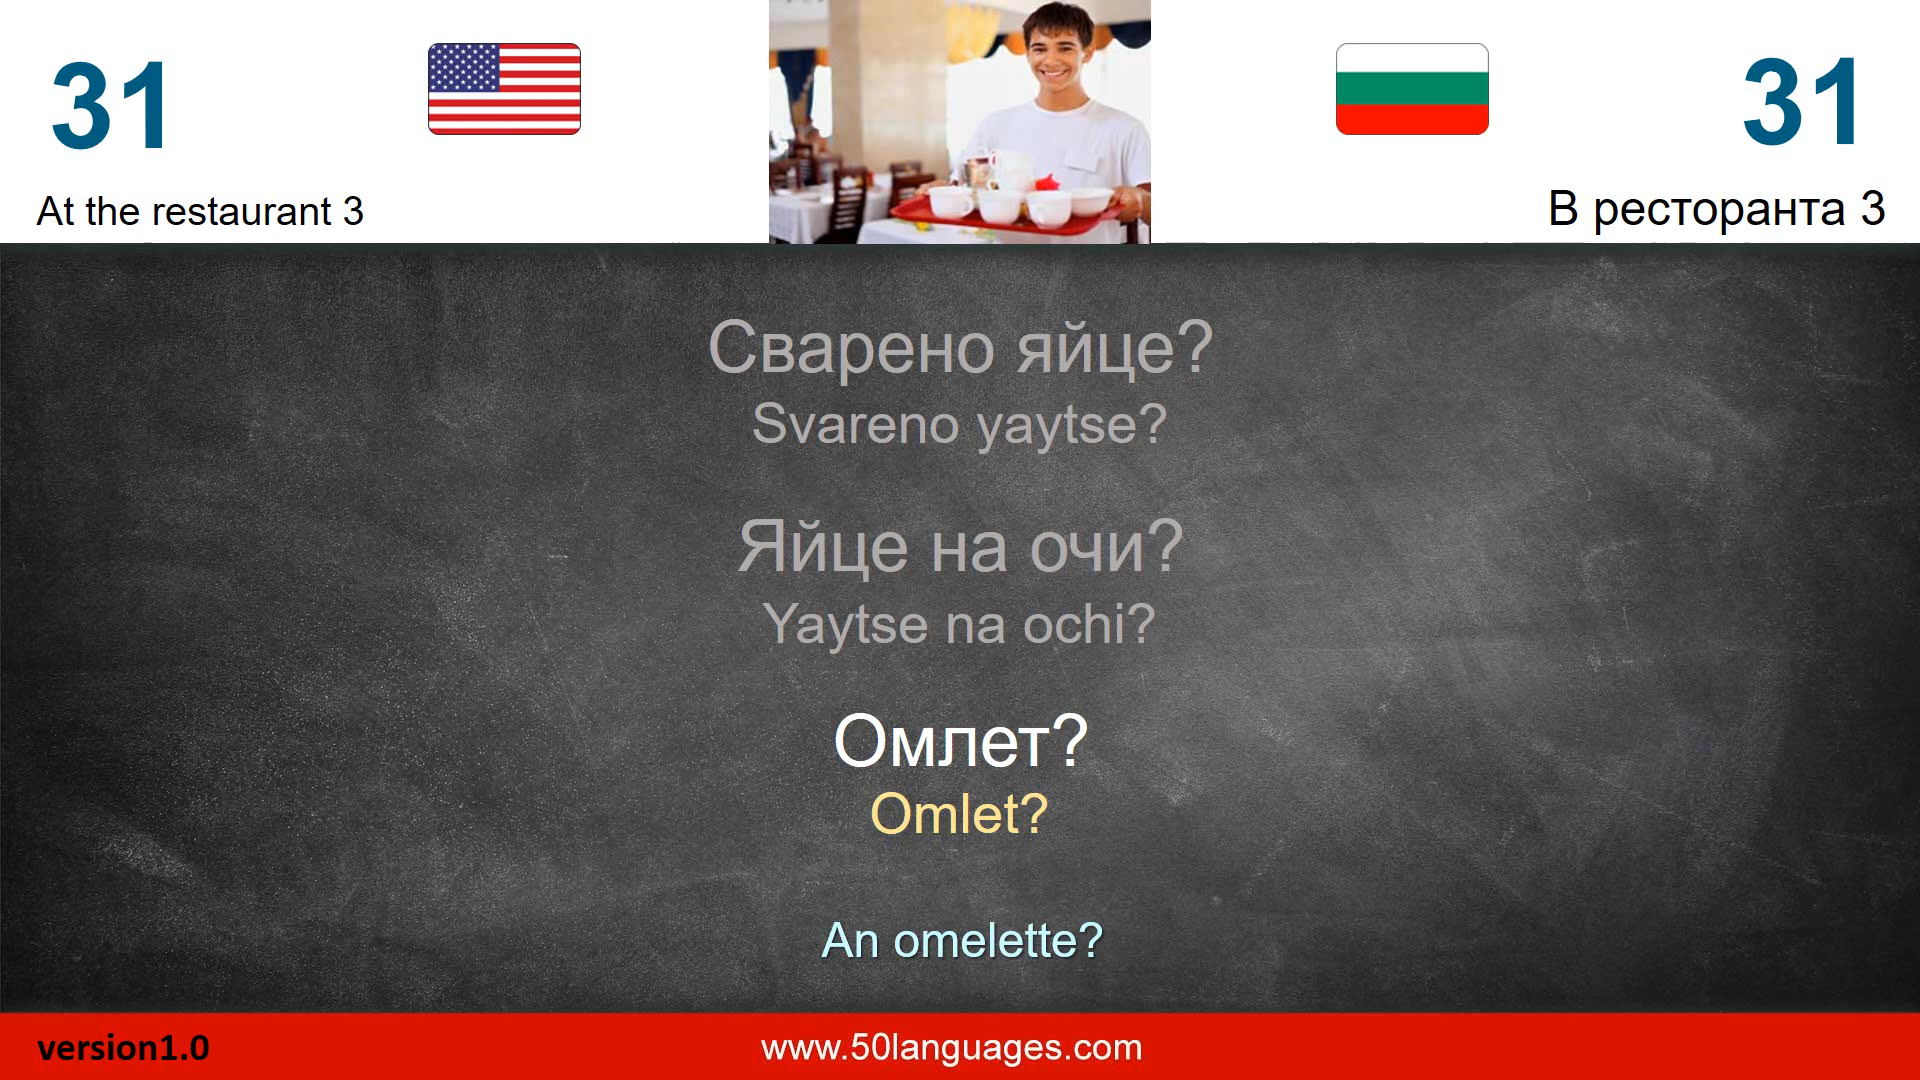 31
31
At the restaurant 3
В ресторанта 3
Сварено яйце?
Svareno yaytse?
Яйце на очи?
Yaytse na ochi?
Омлет?
Omlet?
An omelette?
version1.0
www.50languages.com